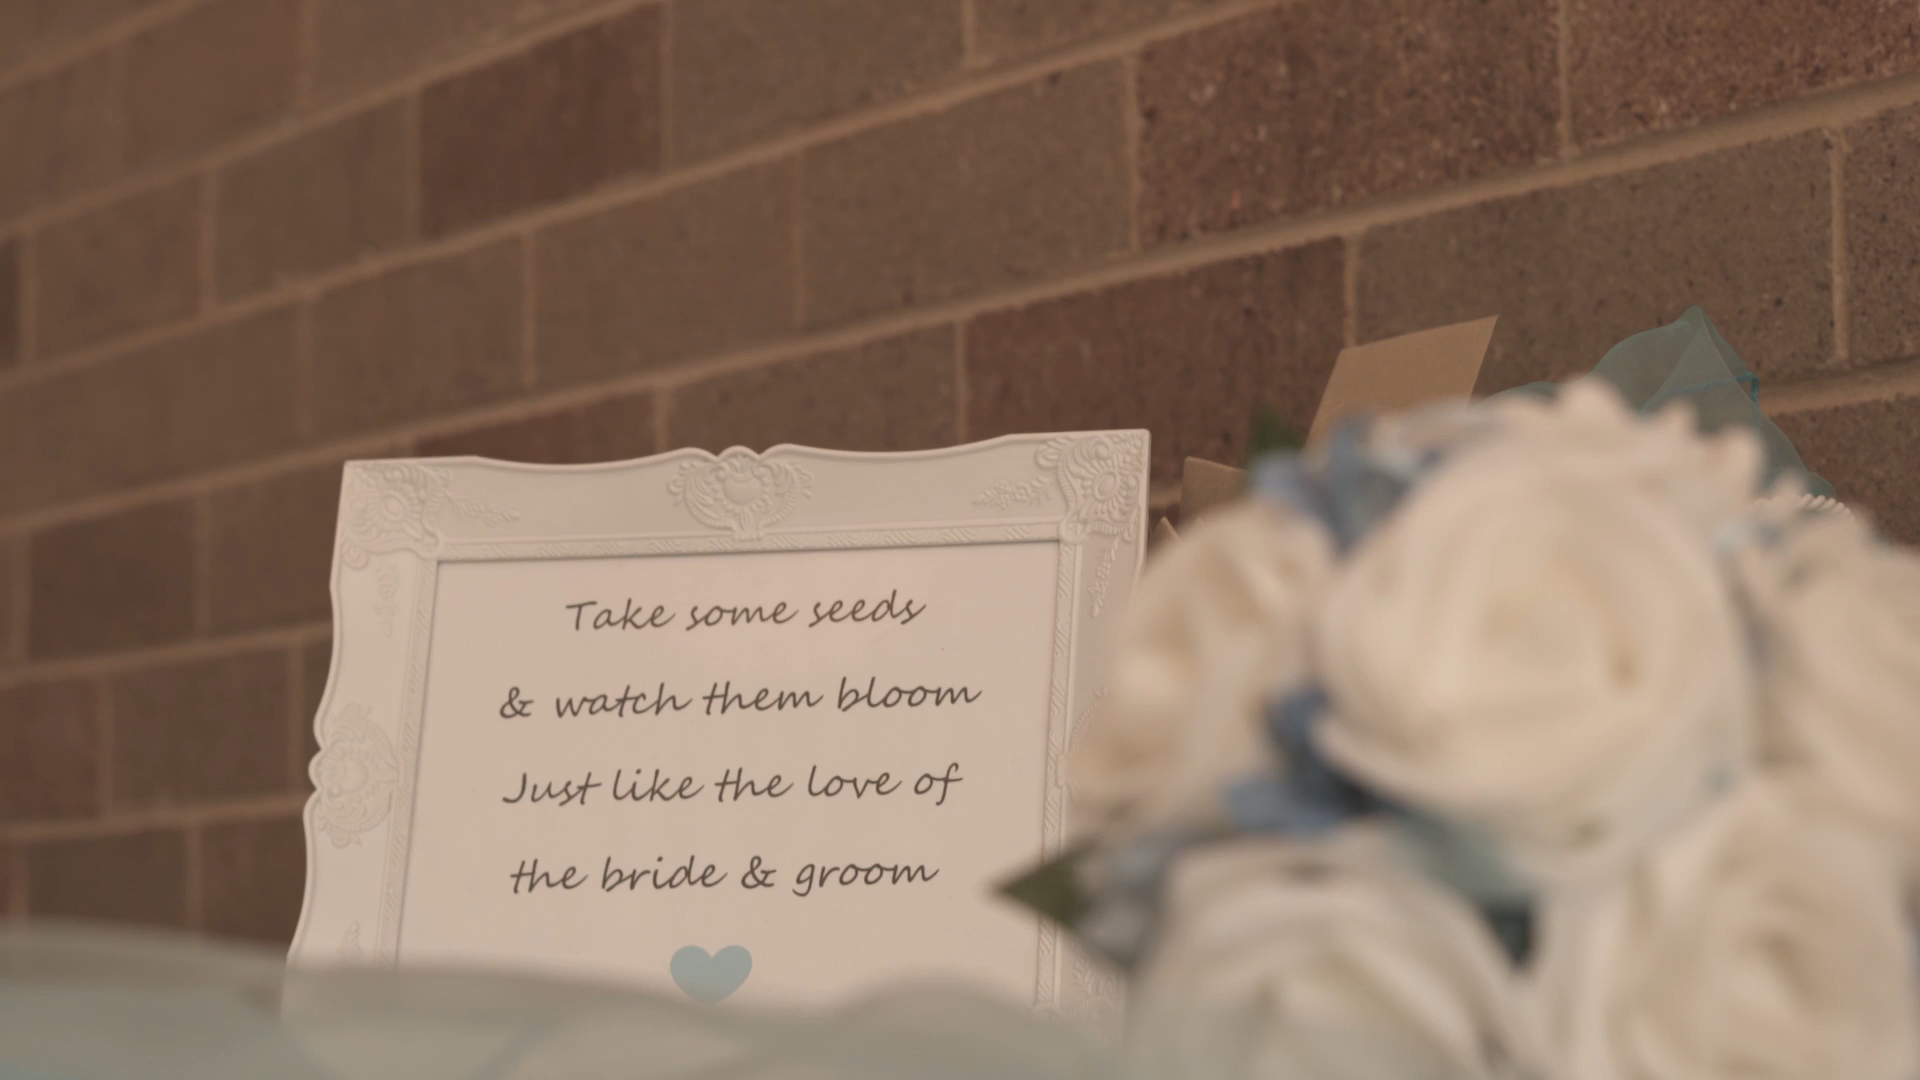 Take some seeds
& watch them bloom
Just like the love of
the bride & groom